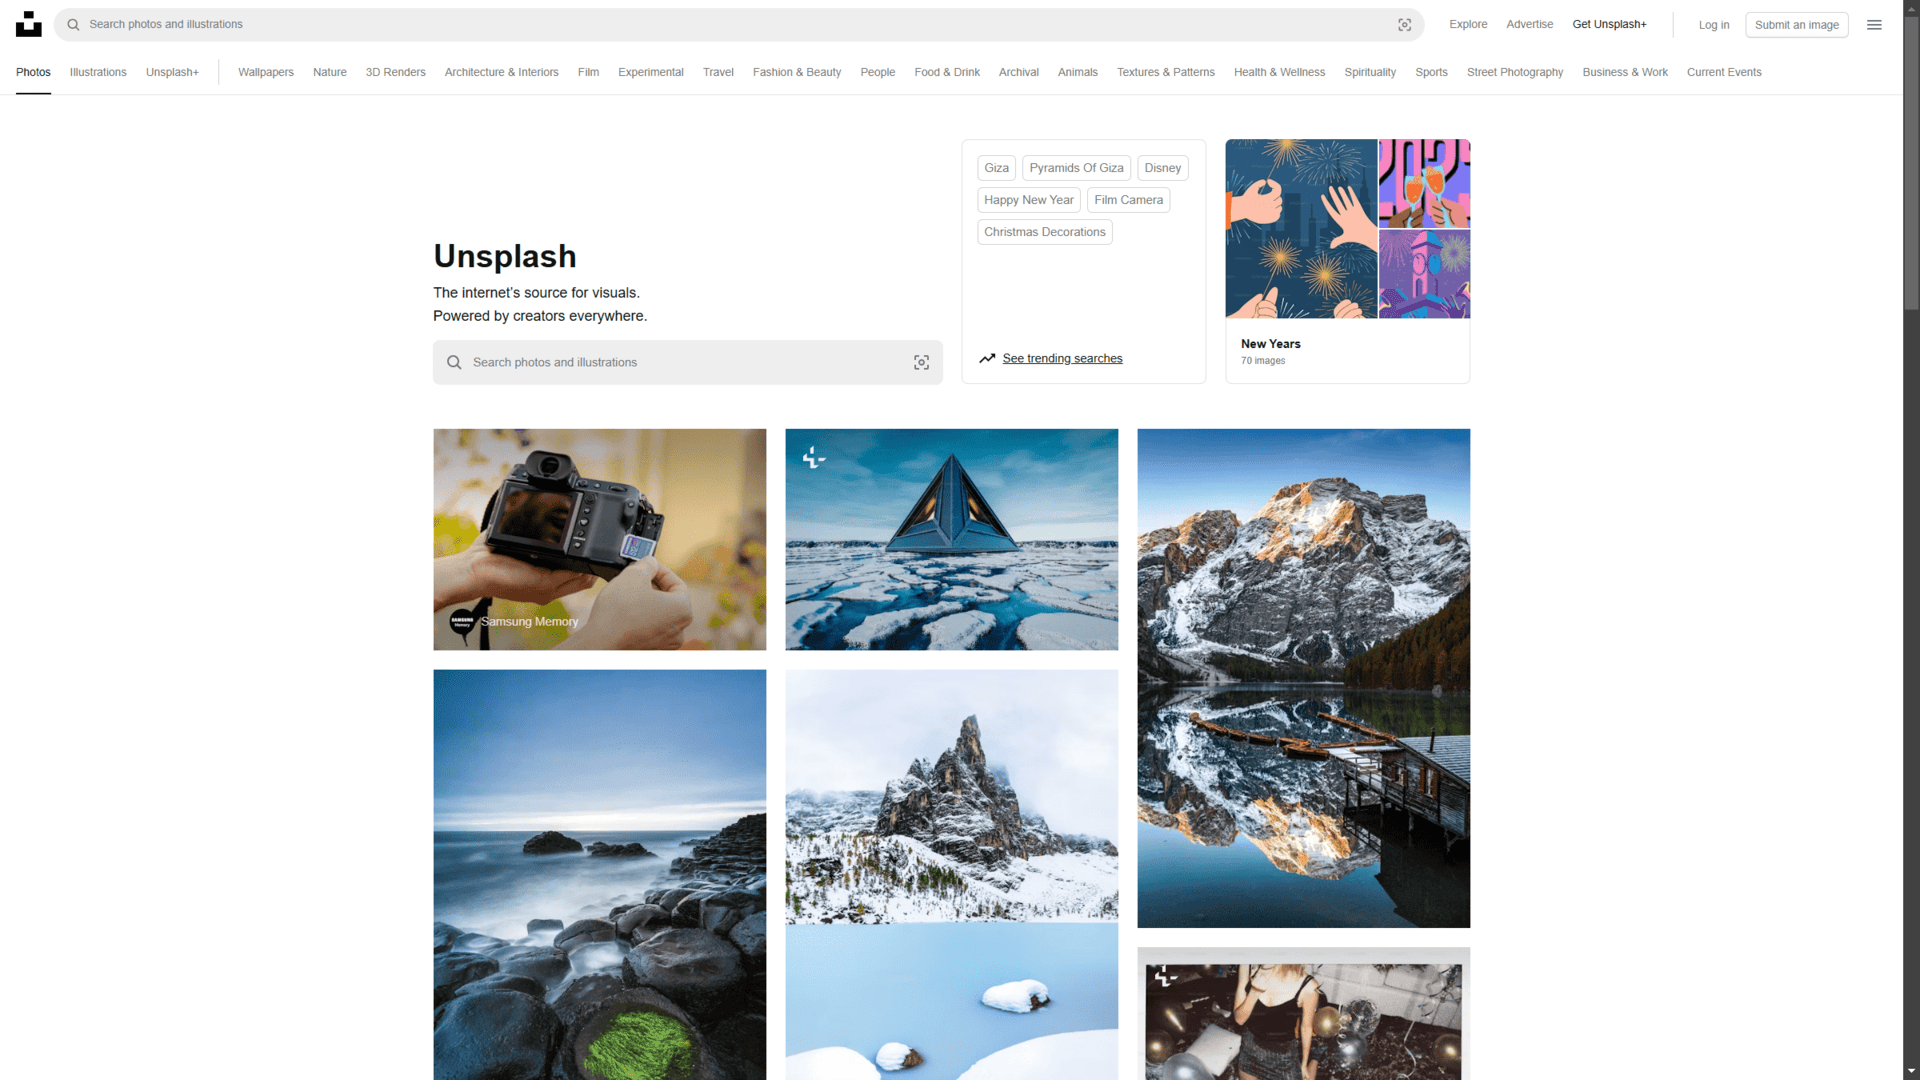 Search photos and illustrations
Explore
Advertise
Get Unsplash+
Log in
Submit an image
Photos
Illustrations
Unsplash+
Wallpapers
Nature
3D Renders
Architecture & Interiors
Film
Experimental
Travel
Fashion & Beauty
People
Food & Drink
Archival
Animals
Textures & Patterns
Health & Wellness
Spirituality
Sports
Street Photography
Business & Work
Current Events
Unsplash
The internet's source for visuals.
Powered by creators everywhere.
Search photos and illustrations
Giza
Pyramids Of Giza
Disney
Happy New Year
Film Camera
Christmas Decorations
See trending searches
New Years
70 images
SAMSUNG
Memory
Samsung Memory